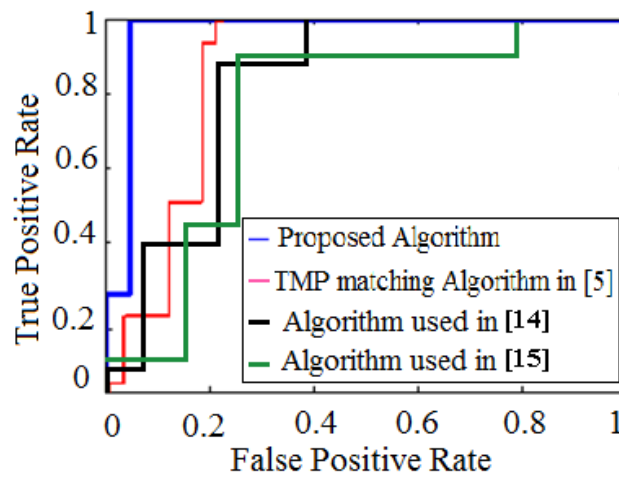 1
0.8
0.6
0.4
0.2
0
True Positive Rate
Proposed Algorithm
TMP matching Algorithm in [5]
Algorithm used in [14]
Algorithm used in [15]
0 0.2 0.4 0.6 0.8 1
False Positive Rate